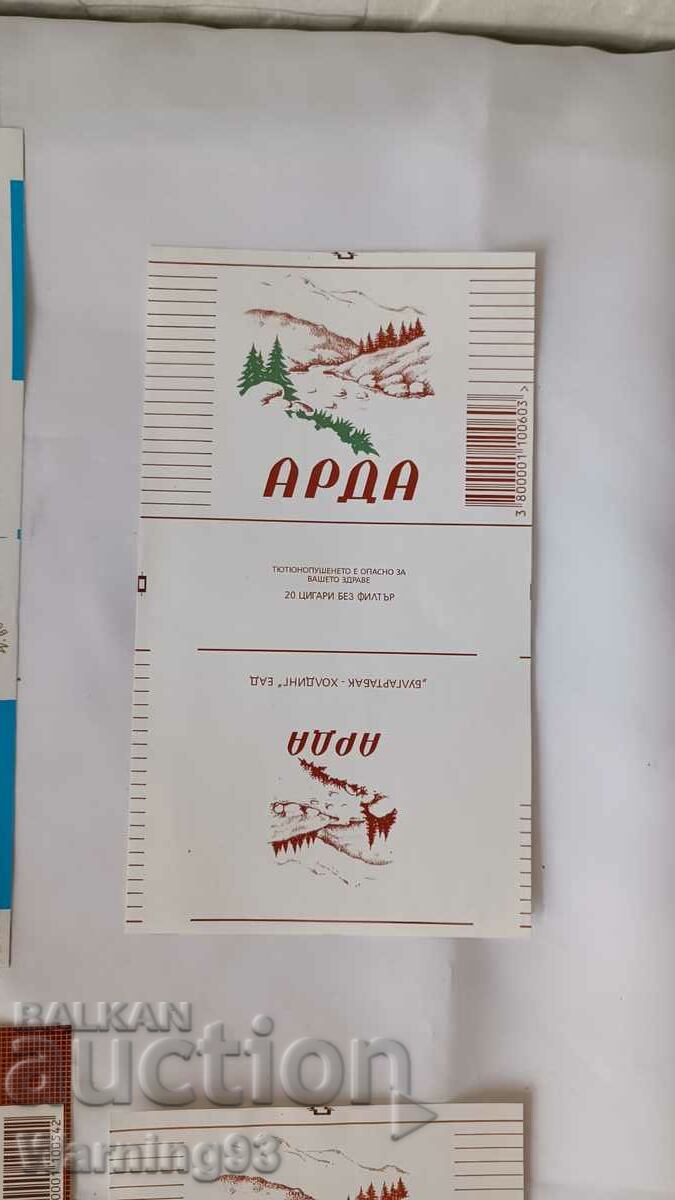 АРДА
3 800001 100603 >
ТЮТЮНОПУШЕНЕТО Е ОПАСНО ЗА
ВАШЕТО ЗДРАВЕ
20 ЦИГАРИ БЕЗ ФИЛТЪР
„БУЛГАРТАБАК - ХОЛДИНГ" ЕАД
АРДА
BALKAN
auction
Warning93